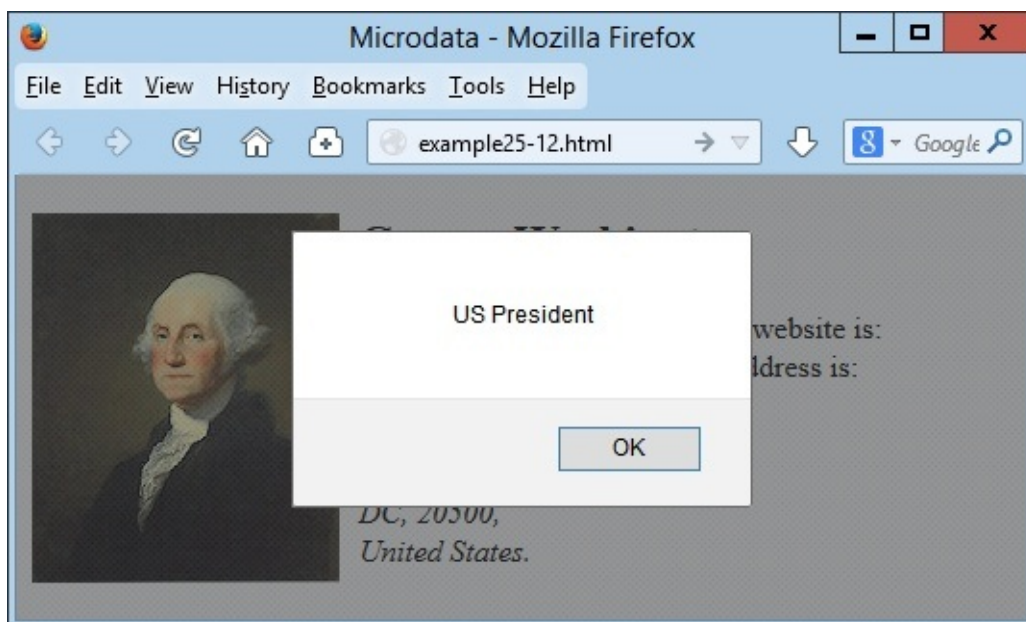 Microdata - Mozilla Firefox
File Edit View History Bookmarks Tools Help
example25-12.html
8 Google
US President
website is:
is:
OK
DC, 20500,
United States.